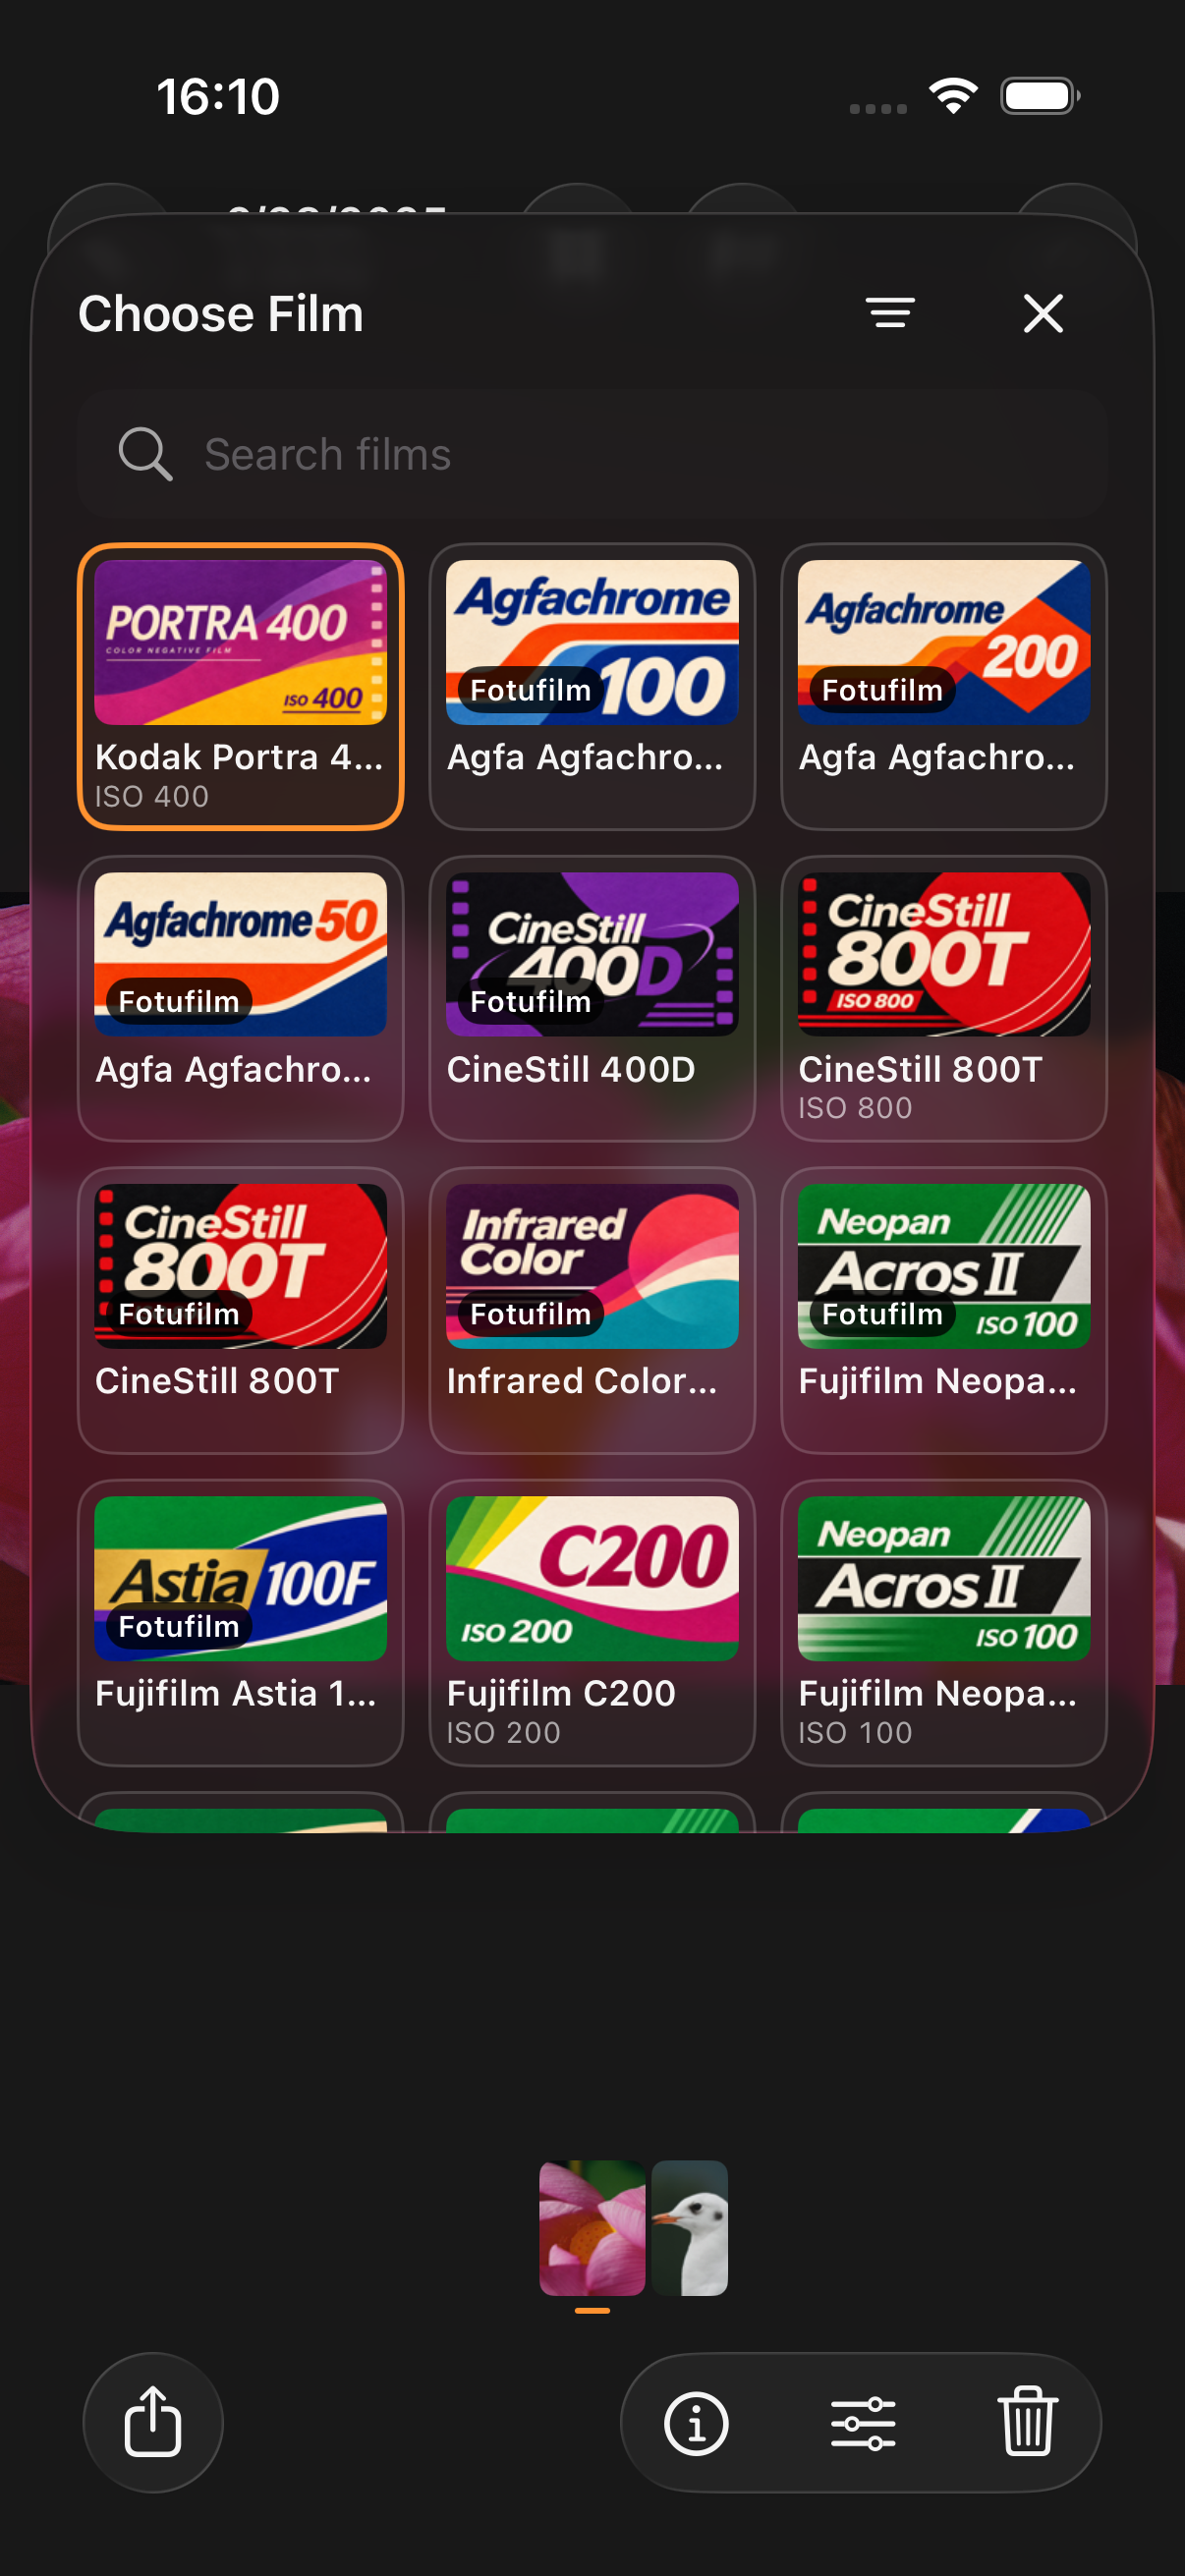 16:10
Choose Film
Search films
PORTRA 400
COLOR NEGATIVE FILM
ISO 400
Kodak Portra 4...
ISO 400
Agfachrome
100
Fotufilm
Agfa Agfachro...
Agfachrome
200
Fotufilm
Agfa Agfachro...
Agfachrome 50
Fotufilm
Agfa Agfachro...
CineStill
400D
Fotufilm
CineStill 400D
CineStill
800T
ISO 800
CineStill 800T
ISO 800
CineStill
800T
Fotufilm
CineStill 800T
Infrared
Color
Fotufilm
Infrared Color...
Neopan
Acros II
ISO 100
Fotufilm
Fujifilm Neopa...
Astia 100F
Fotufilm
Fujifilm Astia 1...
C200
ISO 200
Fujifilm C200
ISO 200
Neopan
Acros II
ISO 100
Fujifilm Neopa...
ISO 100